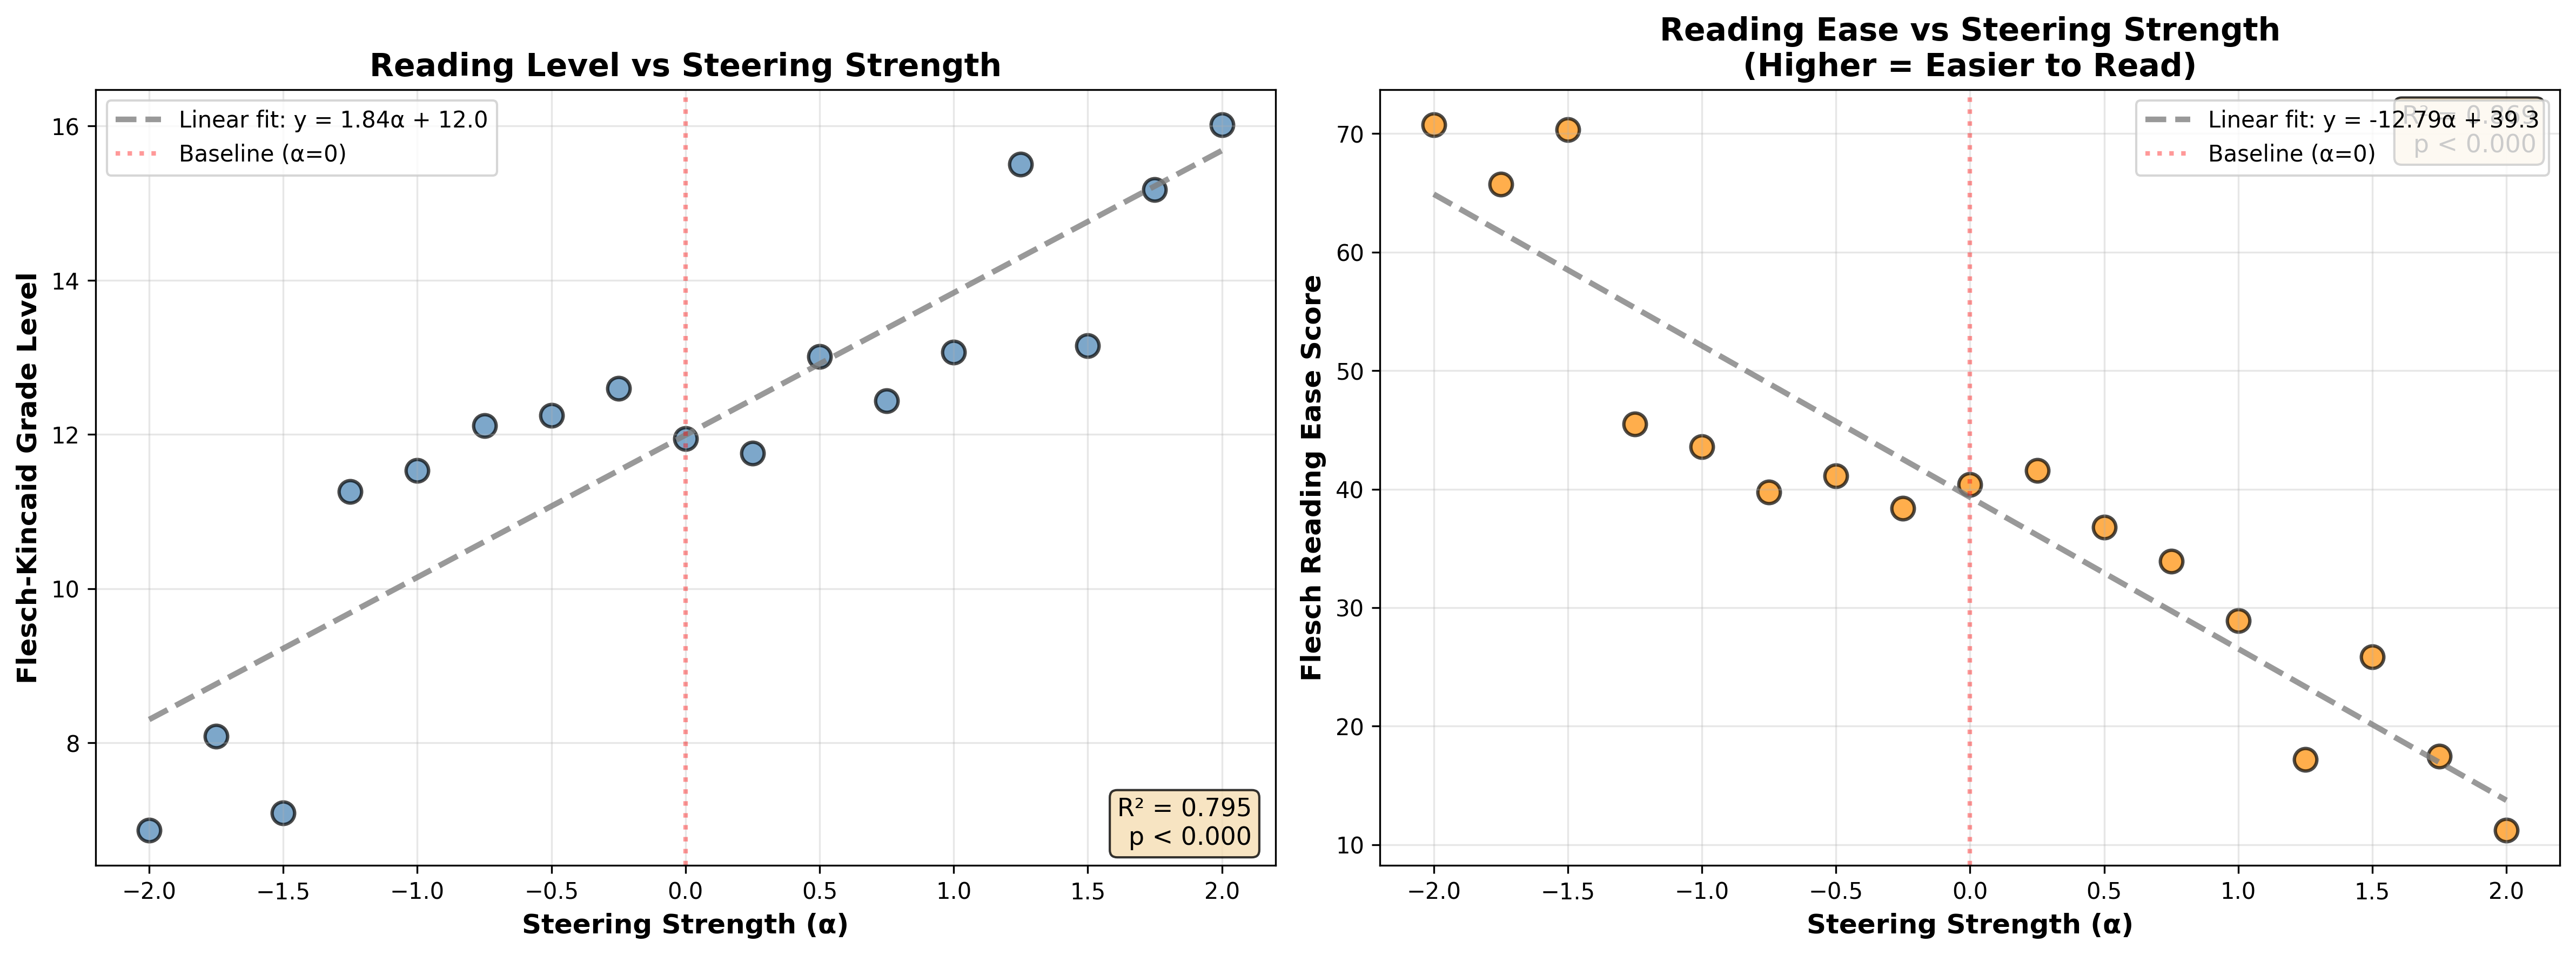 Reading Level vs Steering Strength
Linear fit: y = 1.84α + 12.0
Baseline (α=0)
Flesch-Kincaid Grade Level
16
14
12
10
8
R² = 0.795
p < 0.000
−2.0
−1.5
−1.0
−0.5
0.0
0.5
1.0
1.5
2.0
Steering Strength (α)
Reading Ease vs Steering Strength
(Higher = Easier to Read)
R² = 0.869
p < 0.000
Linear fit: y = -12.79α + 39.3
Baseline (α=0)
Flesch Reading Ease Score
70
60
50
40
30
20
10
−2.0
−1.5
−1.0
−0.5
0.0
0.5
1.0
1.5
2.0
Steering Strength (α)